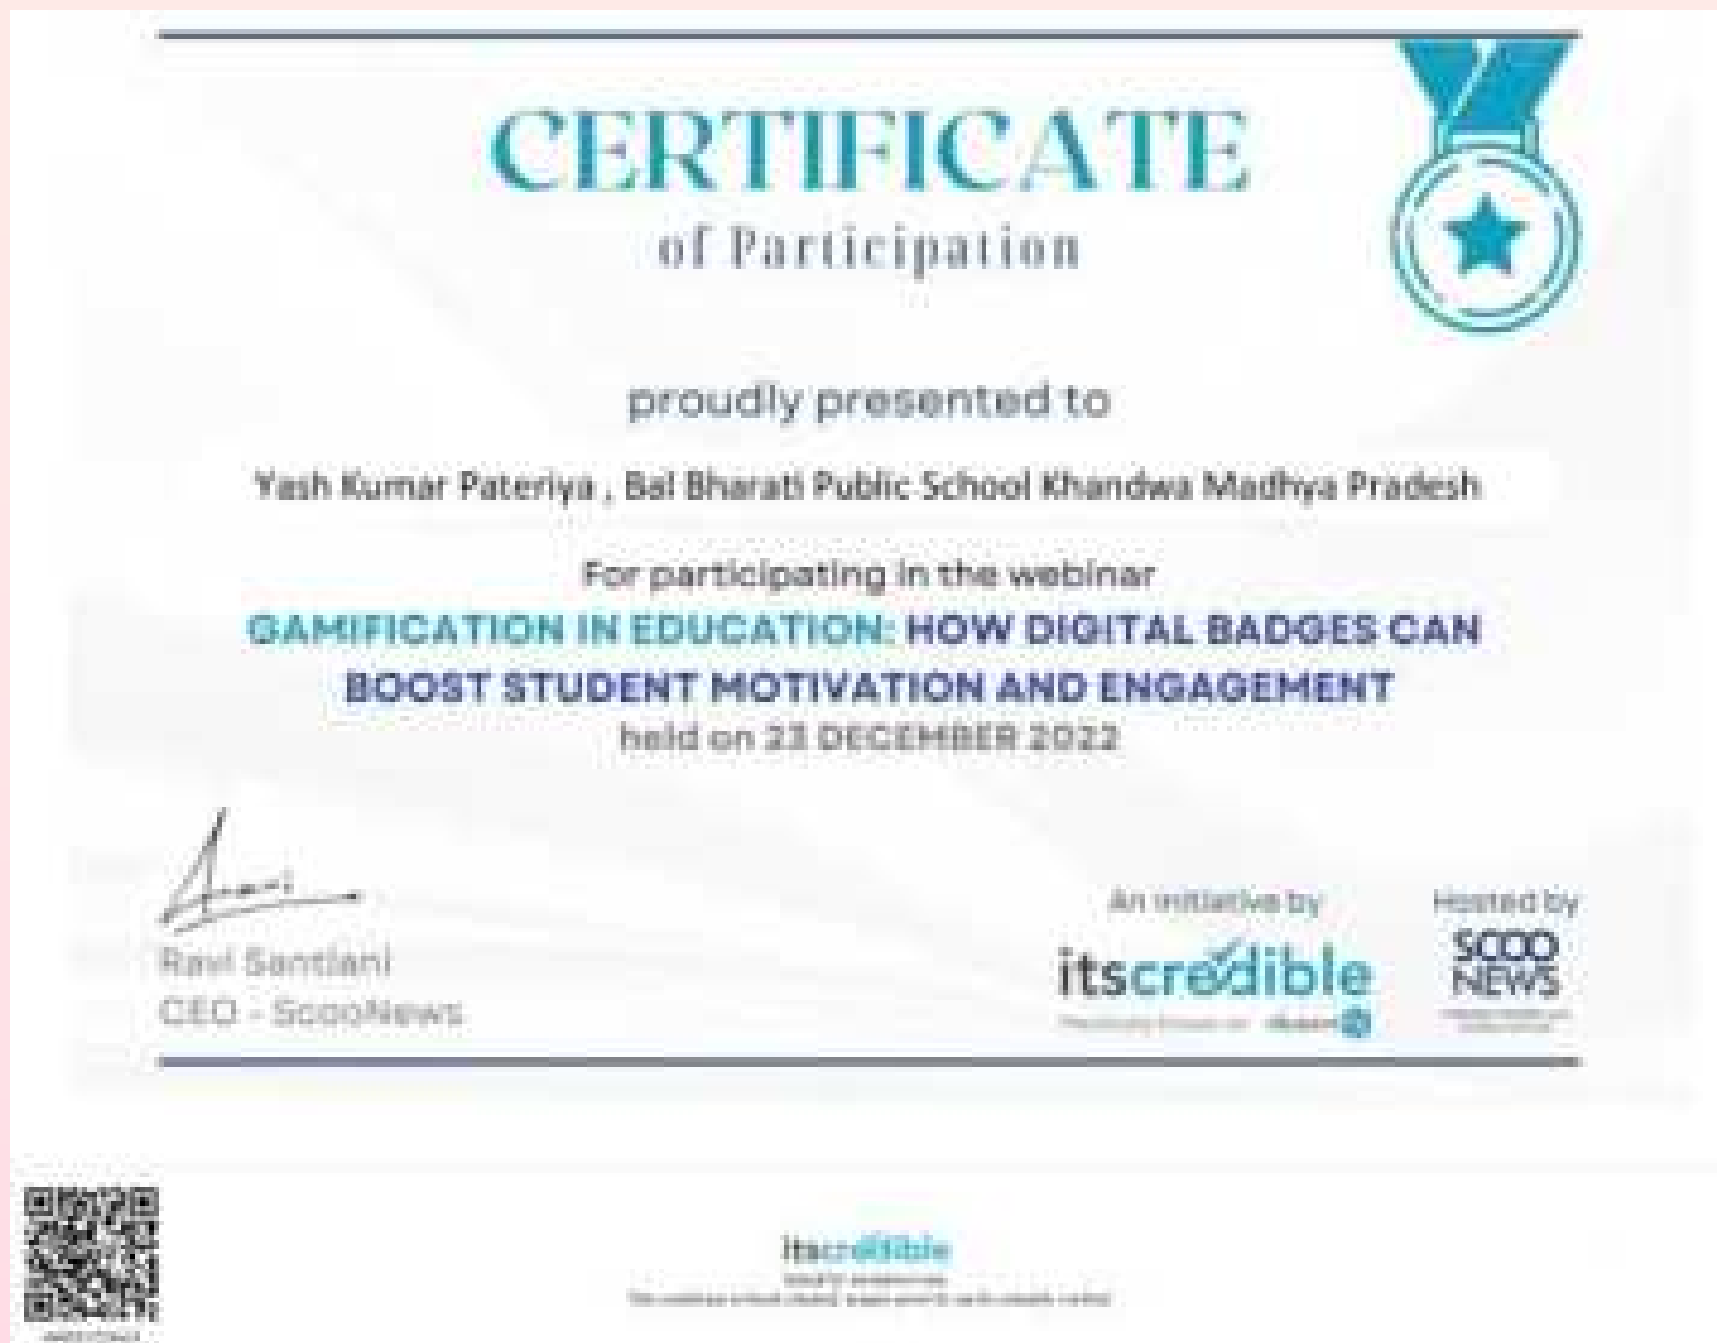 CERTIFICATE
of Participation
proudly presented to
Yash Kumar Pateriya , Bal Bharati Public School Khandwa Madhya Pradesh
For participating in the webinar
GAMIFICATION IN EDUCATION: HOW DIGITAL BADGES CAN
BOOST STUDENT MOTIVATION AND ENGAGEMENT
held on 23 DECEMBER 2022
Ravi Santlani
CEO - ScooNews
An initiative by
itscredible
Hosted by
SCOO
NEWS
itscredible